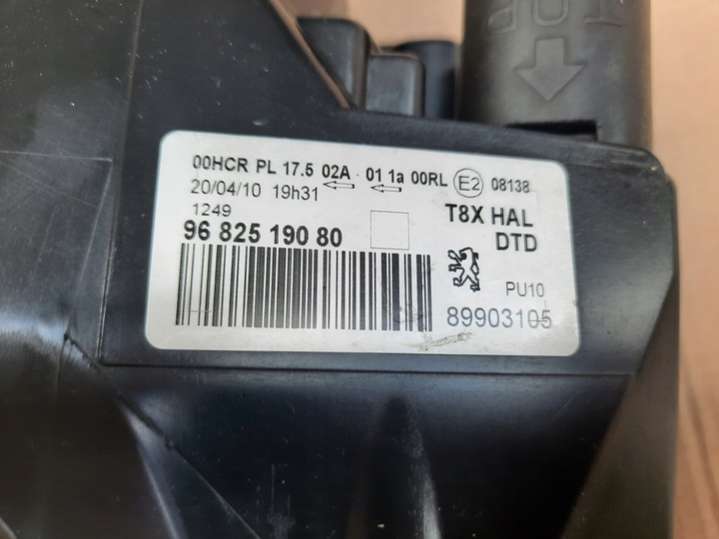 00HCR PL 17.5 02A - 01 1a 00RL E2 08138
20/04/10 19h31
1249
T8X HAL
96 825 190 80
DTD
PU10
89903105